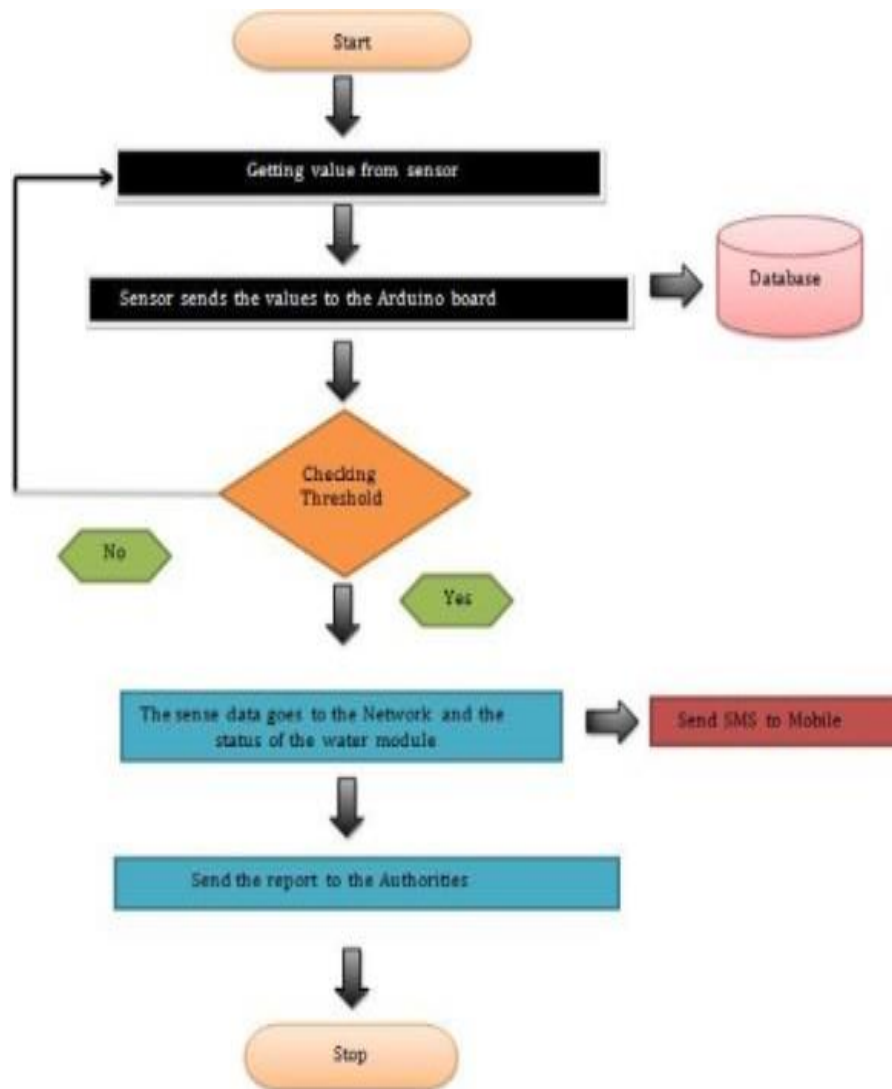 Start
Getting value from sensor
Sensor sends the values to the Arduino board
Database
Checking
Threshold
No
Yes
The sense data goes to the Network and the
status of the water module
Send SMS to Mobile
Send the report to the Authorities
Stop